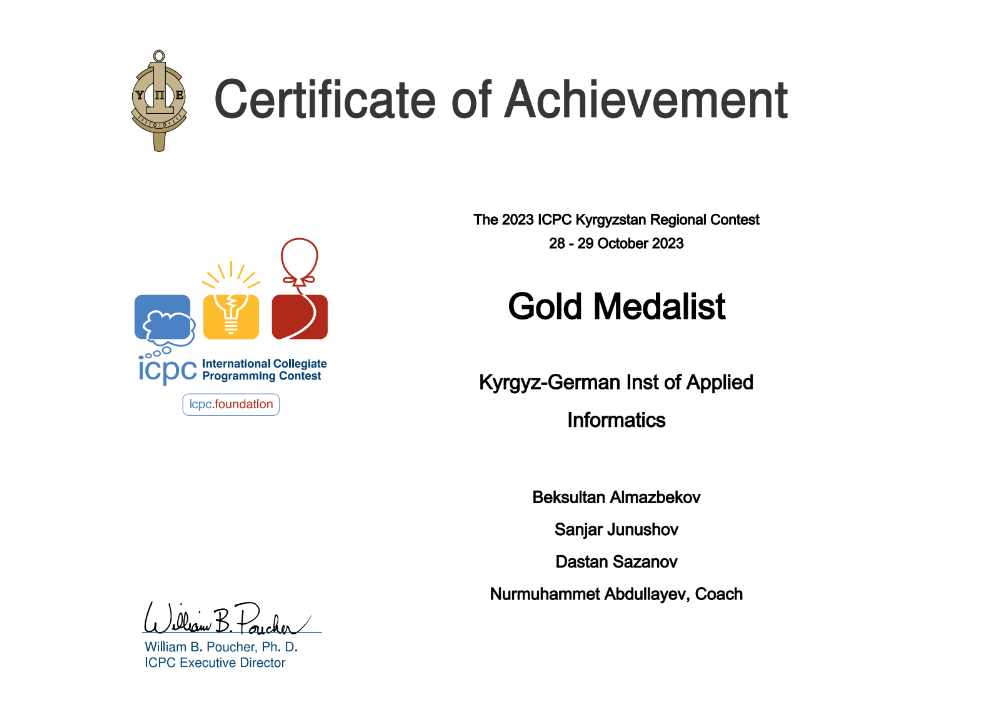 Υ Π Ε
Certificate of Achievement
The 2023 ICPC Kyrgyzstan Regional Contest
28 - 29 October 2023
Gold Medalist
Kyrgyz-German Inst of Applied
Informatics
icpc International Collegiate
Programming Contest
icpc.foundation
Beksultan Almazbekov
Sanjar Junushov
Dastan Sazanov
Nurmuhammet Abdullayev, Coach
William B. Poucher
William B. Poucher, Ph. D.
ICPC Executive Director